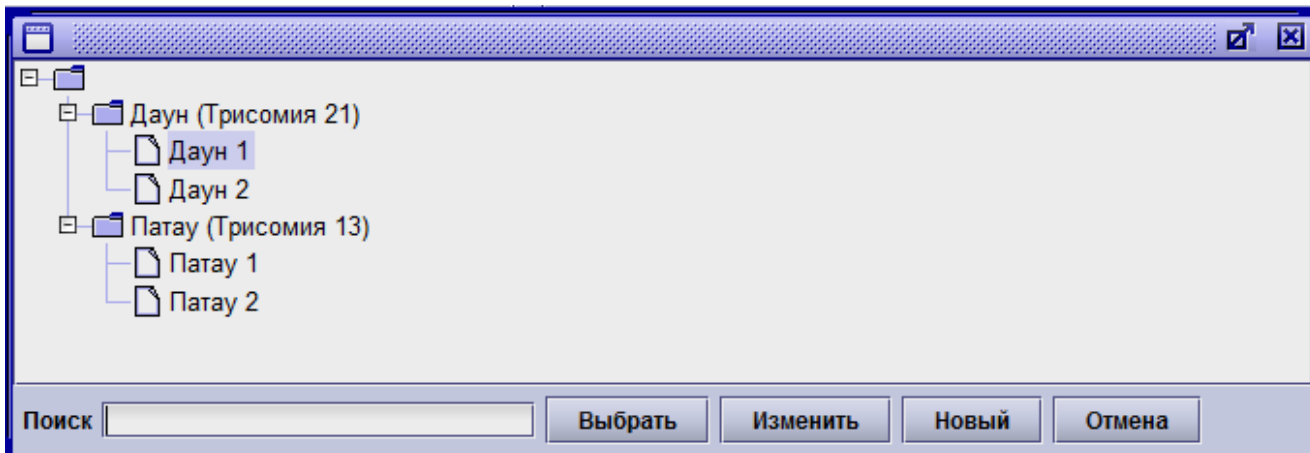 Даун (Трисомия 21)
Даун 1
Даун 2
Патау (Трисомия 13)
Патау 1
Патау 2
Поиск Выбрать Изменить Новый Отмена